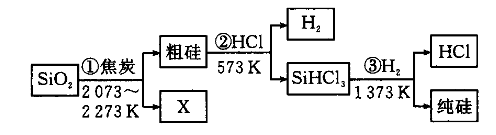 SiO₂
①焦炭
2 073～
2 273 K
粗硅
X
②HCl
573 K
H₂
SiHCl₃
③H₂
1 373 K
HCl
纯硅